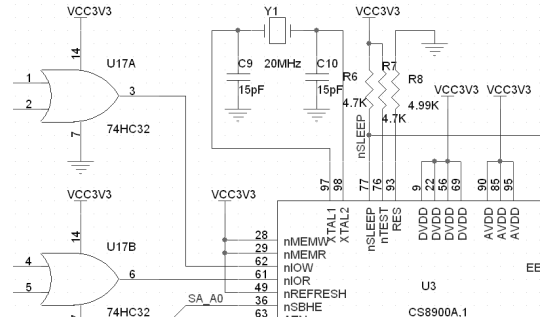 VCC3V3
Y1
VCC3V3
14
U17A
C9
20MHz
C10
R6
R7
R8
1
2
3
15pF
15pF
4.7K
4.7K
4.99K
VCC3V3
VCC3V3
7
74HC32
nSLEEP
97
98
77
76
93
9
22
56
69
90
85
95
VCC3V3
VCC3V3
XTAL1
XTAL2
nSLEEP
nTEST
RES
DVDD
DVDD
DVDD
DVDD
AVDD
AVDD
AVDD
14
U17B
28
nMEMW
29
nMEMR
62
nIOW
4
5
6
61
nIOR
EE
49
nREFRESH
U3
SA_A0
36
nSBHE
74HC32
63
CS8900A.1